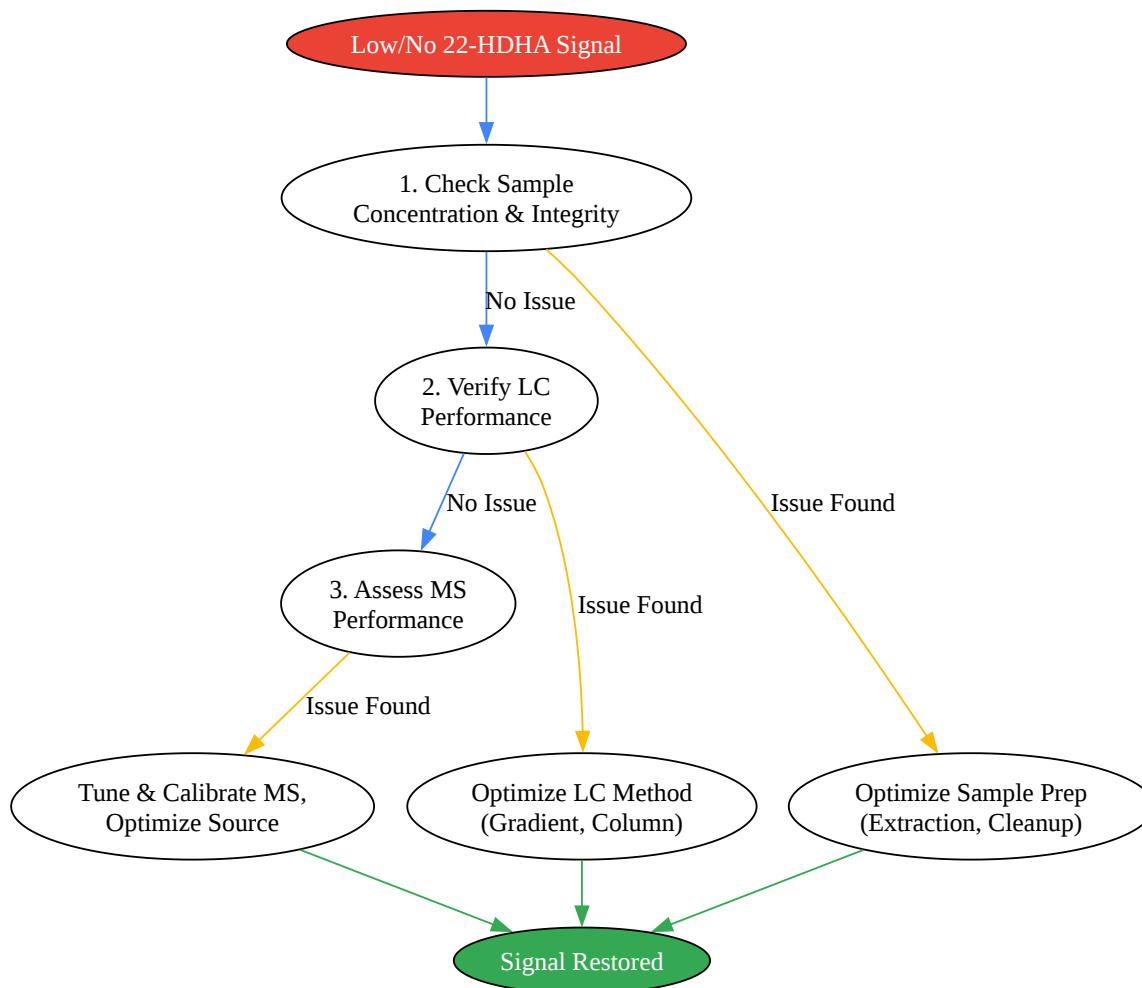 Low/No 22-HDHA Signal
1. Check Sample
Concentration & Integrity
No Issue
2. Verify LC
Performance
No Issue
Issue Found
3. Assess MS
Performance
Issue Found
Issue Found
Tune & Calibrate MS,
Optimize Source
Optimize LC Method
(Gradient, Column)
Optimize Sample Prep
(Extraction, Cleanup)
Signal Restored